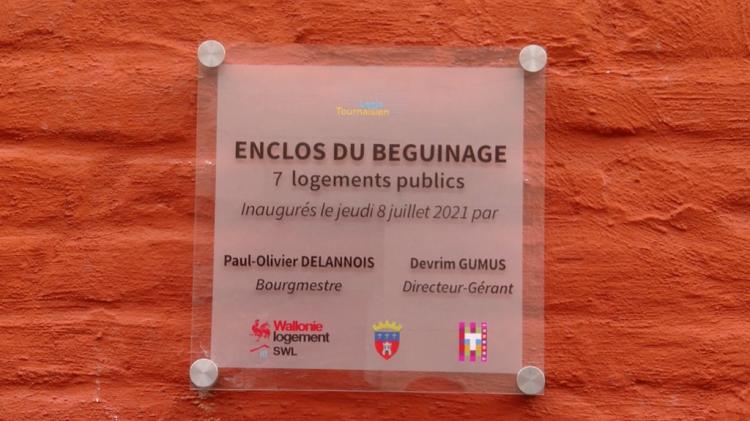 Logis
Tournaisien
ENCLOS DU BEGUINAGE
7 logements publics
Inaugurés le jeudi 8 juillet 2021 par
Paul-Olivier DELANNOIS
Bourgmestre
Devrim GUMUS
Directeur-Gérant
Wallonie
logement
SWL